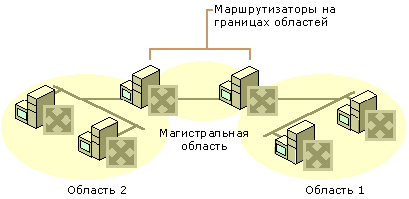 Маршрутизаторы на
границах областей
Магистральная
область
Область 2
Область 1